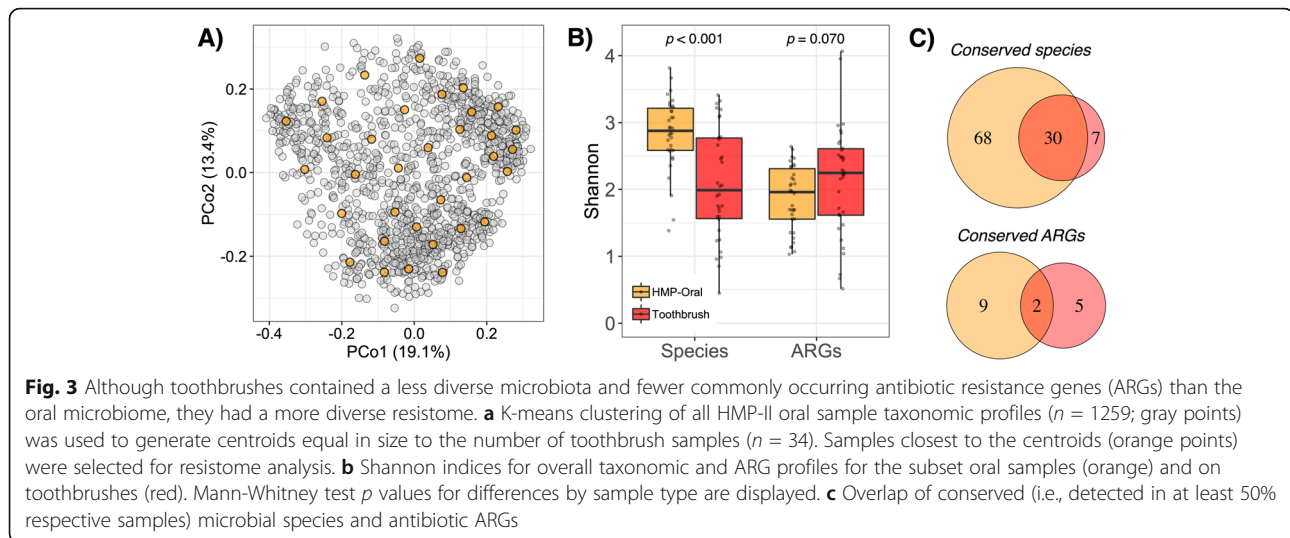 A)
0.2
0.0
-0.2
PCo2 (13.4%)
-0.4
-0.2
0.0
0.2
PCo1 (19.1%)
B)
p < 0.001
p = 0.070
4
3
2
1
0
Shannon
HMP-Oral
Toothbrush
Species
ARGs
C)
Conserved species
68
30
7
Conserved ARGs
9
2
5
Fig. 3 Although toothbrushes contained a less diverse microbiota and fewer commonly occurring antibiotic resistance genes (ARGs) than the
oral microbiome, they had a more diverse resistome. a K-means clustering of all HMP-II oral sample taxonomic profiles (n = 1259; gray points)
was used to generate centroids equal in size to the number of toothbrush samples (n = 34). Samples closest to the centroids (orange points)
were selected for resistome analysis. b Shannon indices for overall taxonomic and ARG profiles for the subset oral samples (orange) and on
toothbrushes (red). Mann-Whitney test p values for differences by sample type are displayed. c Overlap of conserved (i.e., detected in at least 50%
respective samples) microbial species and antibiotic ARGs